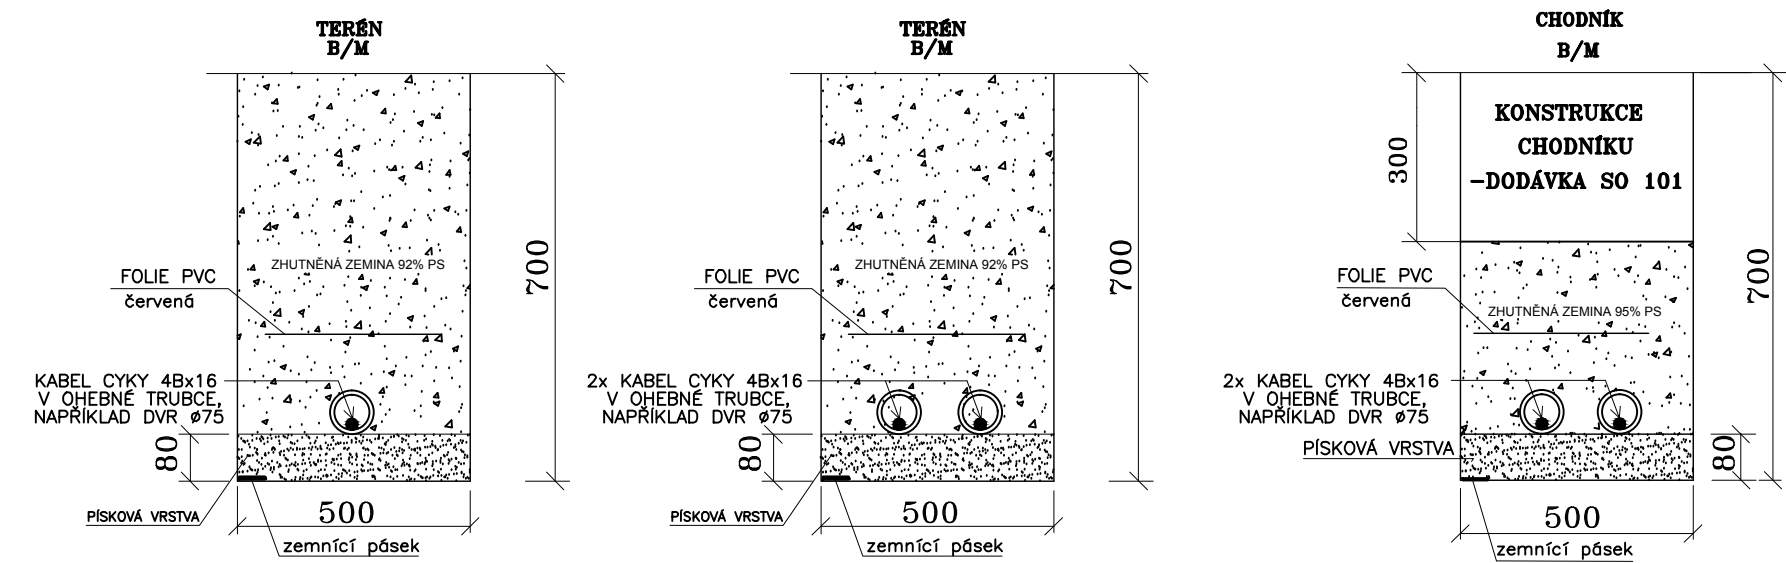 TERÉN
B/M
FOLIE PVC
červená
ZHUTNĚNÁ ZEMINA 92% PS
700
KABEL CYKY 4Bx16
V OHEBNÉ TRUBCE,
NAPŘÍKLAD DVR ø75
80
PÍSKOVÁ VRSTVA
500
zemnící pásek
TERÉN
B/M
FOLIE PVC
červená
ZHUTNĚNÁ ZEMINA 92% PS
700
2x KABEL CYKY 4Bx16
V OHEBNÉ TRUBCE,
NAPŘÍKLAD DVR ø75
80
PÍSKOVÁ VRSTVA
500
zemnící pásek
CHODNÍK
B/M
KONSTRUKCE
CHODNÍKU
-DODÁVKA SO 101
300
700
FOLIE PVC
červená
ZHUTNĚNÁ ZEMINA 95% PS
2x KABEL CYKY 4Bx16
V OHEBNÉ TRUBCE,
NAPŘÍKLAD DVR ø75
PÍSKOVÁ VRSTVA
80
500
zemnící pásek